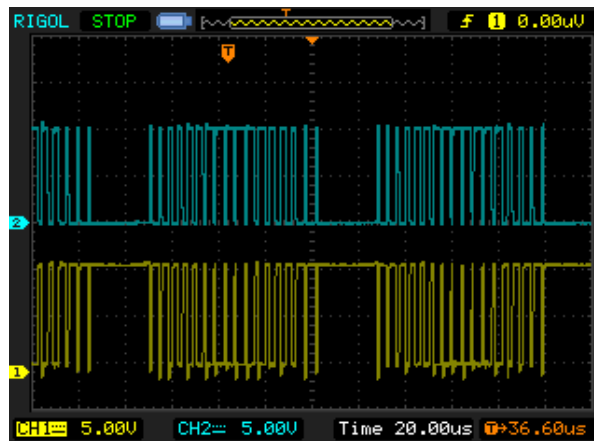 RIGOL STOP T f 1 0.00uV
T
2
1
CH1 5.00V CH2 5.00V Time 20.00us T→36.60us